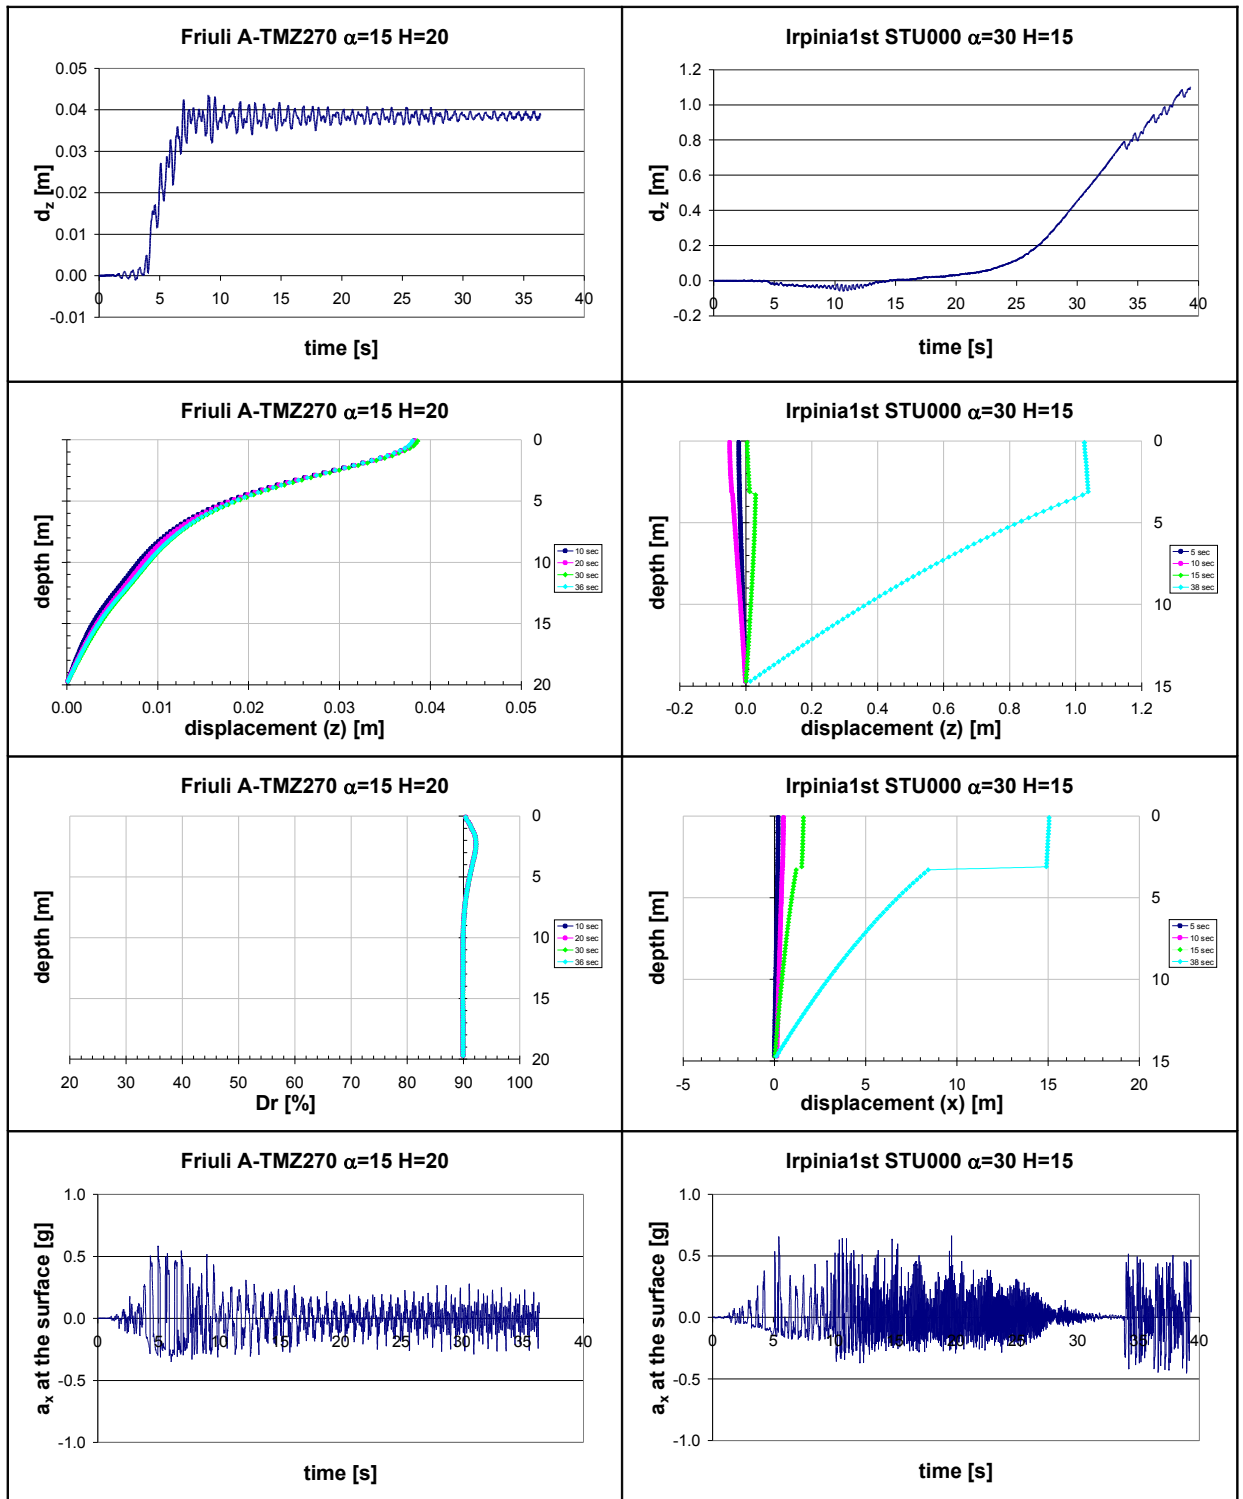 Friuli A-TMZ270 α=15 H=20
0.05
0.04
0.03
0.02
0.01
0.00
-0.01
0 5 10 15 20 25 30 35 40
d_z [m]
time [s]
Irpinia1st STU000 α=30 H=15
1.2
1.0
0.8
0.6
0.4
0.2
0.0
-0.2
0 5 10 15 20 25 30 35 40
d_z [m]
time [s]
Friuli A-TMZ270 α=15 H=20
0
5
10
15
20
depth [m]
10 sec
20 sec
30 sec
36 sec
0.00 0.01 0.02 0.03 0.04 0.05
displacement (z) [m]
Irpinia1st STU000 α=30 H=15
0
5
10
15
depth [m]
5 sec
10 sec
15 sec
38 sec
-0.2 0.0 0.2 0.4 0.6 0.8 1.0 1.2
displacement (z) [m]
Friuli A-TMZ270 α=15 H=20
0
5
10
15
20
depth [m]
10 sec
20 sec
30 sec
36 sec
20 30 40 50 60 70 80 90 100
Dr [%]
Irpinia1st STU000 α=30 H=15
0
5
10
15
depth [m]
5 sec
10 sec
15 sec
38 sec
-5 0 5 10 15 20
displacement (x) [m]
Friuli A-TMZ270 α=15 H=20
1.0
0.5
0.0
-0.5
-1.0
0 5 10 15 20 25 30 35 40
a_x at the surface [g]
time [s]
Irpinia1st STU000 α=30 H=15
1.0
0.5
0.0
-0.5
-1.0
0 5 10 15 20 25 30 35 40
a_x at the surface [g]
time [s]